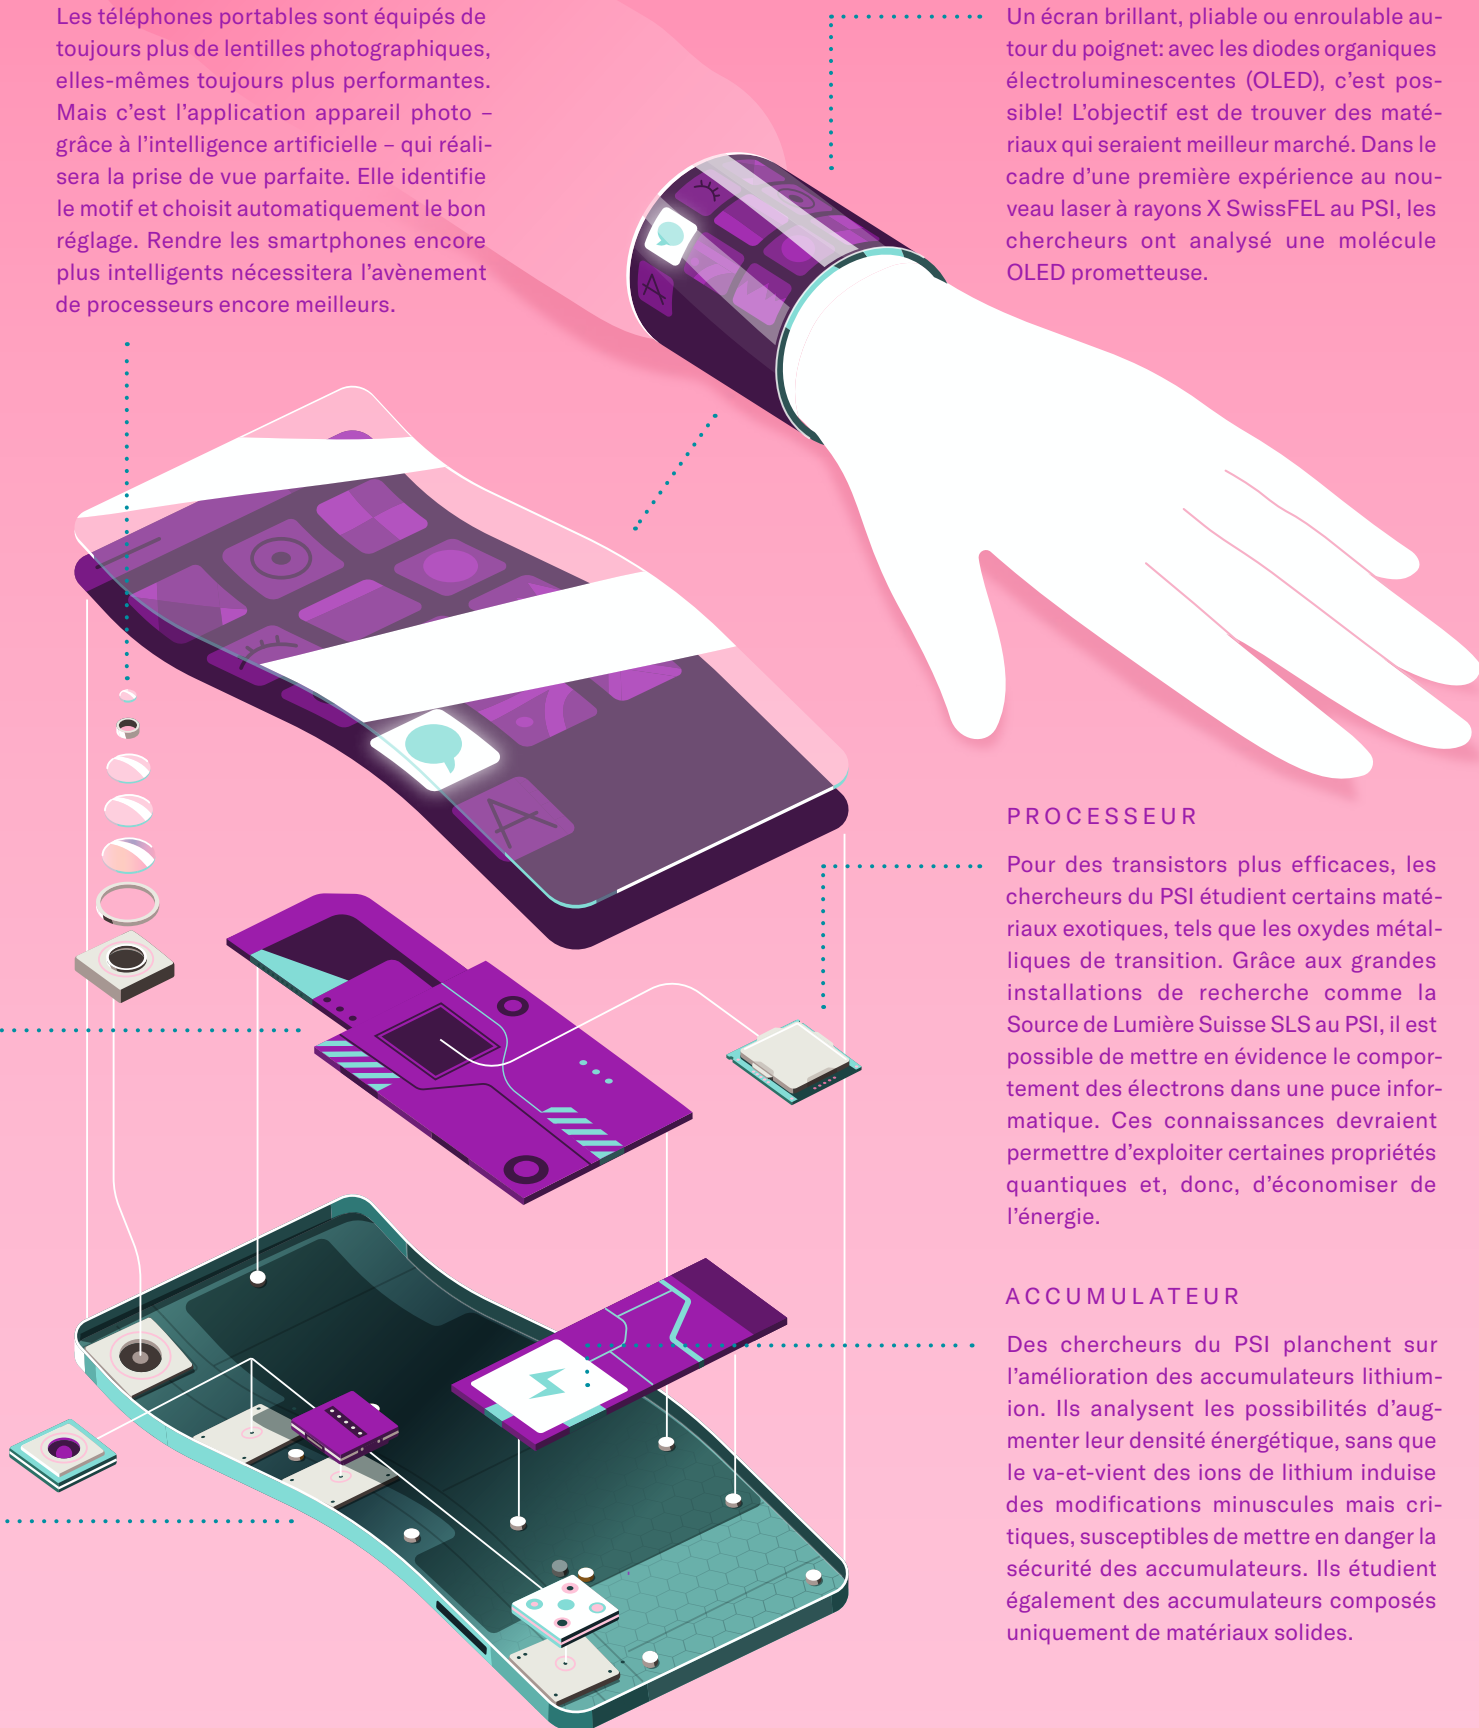 Les téléphones portables sont équipés de
toujours plus de lentilles photographiques,
elles-mêmes toujours plus performantes.
Mais c’est l’application appareil photo –
grâce à l’intelligence artificielle – qui réali-
sera la prise de vue parfaite. Elle identifie
le motif et choisit automatiquement le bon
réglage. Rendre les smartphones encore
plus intelligents nécessitera l’avènement
de processeurs encore meilleurs.
Un écran brillant, pliable ou enroulable au-
tour du poignet: avec les diodes organiques
électroluminescentes (OLED), c’est pos-
sible! L’objectif est de trouver des maté-
riaux qui seraient meilleur marché. Dans le
cadre d’une première expérience au nou-
veau laser à rayons X SwissFEL au PSI, les
chercheurs ont analysé une molécule
OLED prometteuse.
PROCESSEUR
Pour des transistors plus efficaces, les
chercheurs du PSI étudient certains maté-
riaux exotiques, tels que les oxydes métal-
liques de transition. Grâce aux grandes
installations de recherche comme la
Source de Lumière Suisse SLS au PSI, il est
possible de mettre en évidence le compor-
tement des électrons dans une puce infor-
matique. Ces connaissances devraient
permettre d’exploiter certaines propriétés
quantiques et, donc, d’économiser de
l’énergie.
ACCUMULATEUR
Des chercheurs du PSI planchent sur
l’amélioration des accumulateurs lithium-
ion. Ils analysent les possibilités d’aug-
menter leur densité énergétique, sans que
le va-et-vient des ions de lithium induise
des modifications minuscules mais cri-
tiques, susceptibles de mettre en danger la
sécurité des accumulateurs. Ils étudient
également des accumulateurs composés
uniquement de matériaux solides.